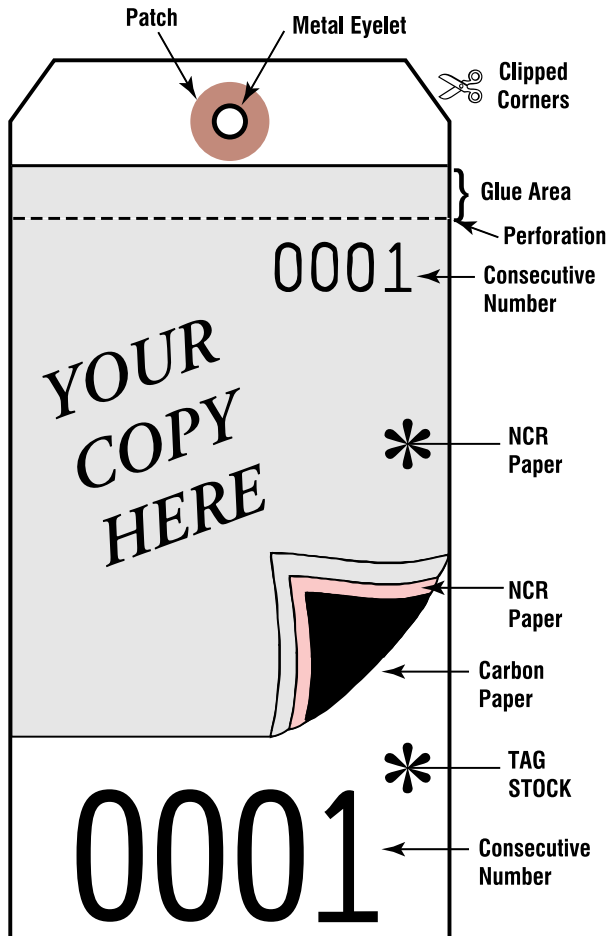 Patch
Metal Eyelet
Clipped
Corners
} Glue Area
Perforation
0001
Consecutive
Number
YOUR
COPY
HERE
* NCR
Paper
NCR
Paper
Carbon
Paper
* TAG
STOCK
0001
Consecutive
Number